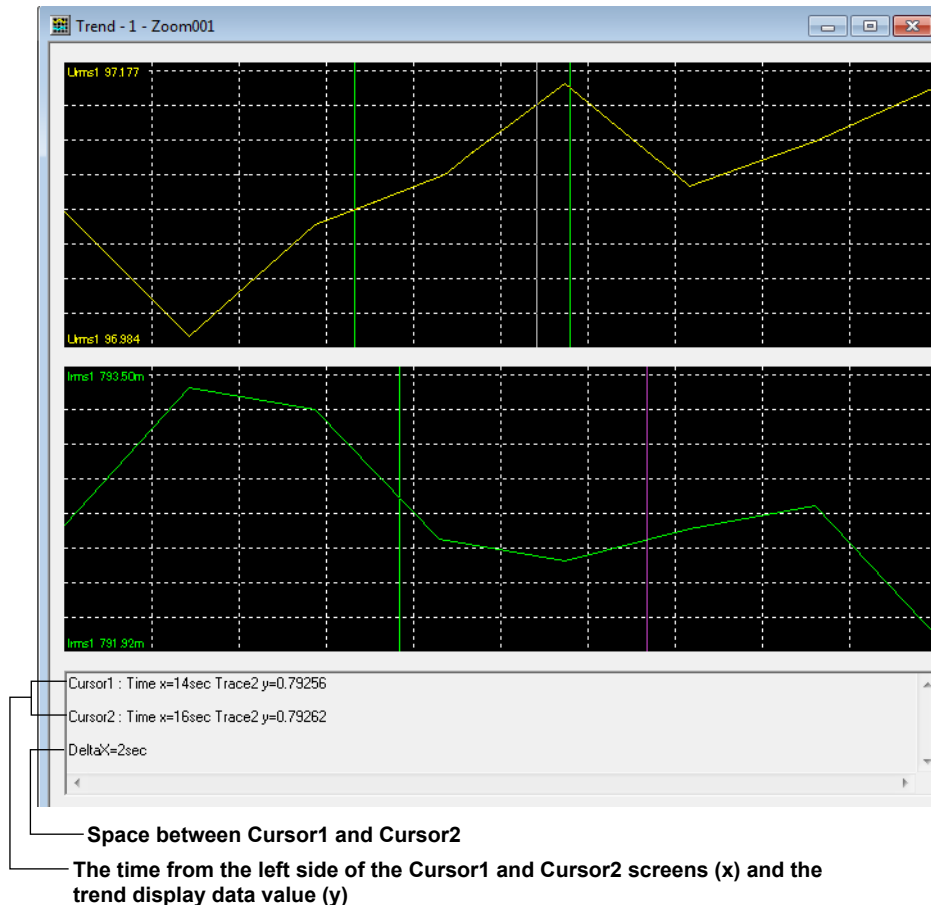 Trend - 1 - Zoom001
Urms1 97.177
Urms1 96.984
Irms1 793.50m
Irms1 791.92m
Cursor1 : Time x=14sec Trace2 y=0.79256
Cursor2 : Time x=16sec Trace2 y=0.79262
DeltaX=2sec
Space between Cursor1 and Cursor2
The time from the left side of the Cursor1 and Cursor2 screens (x) and the
trend display data value (y)